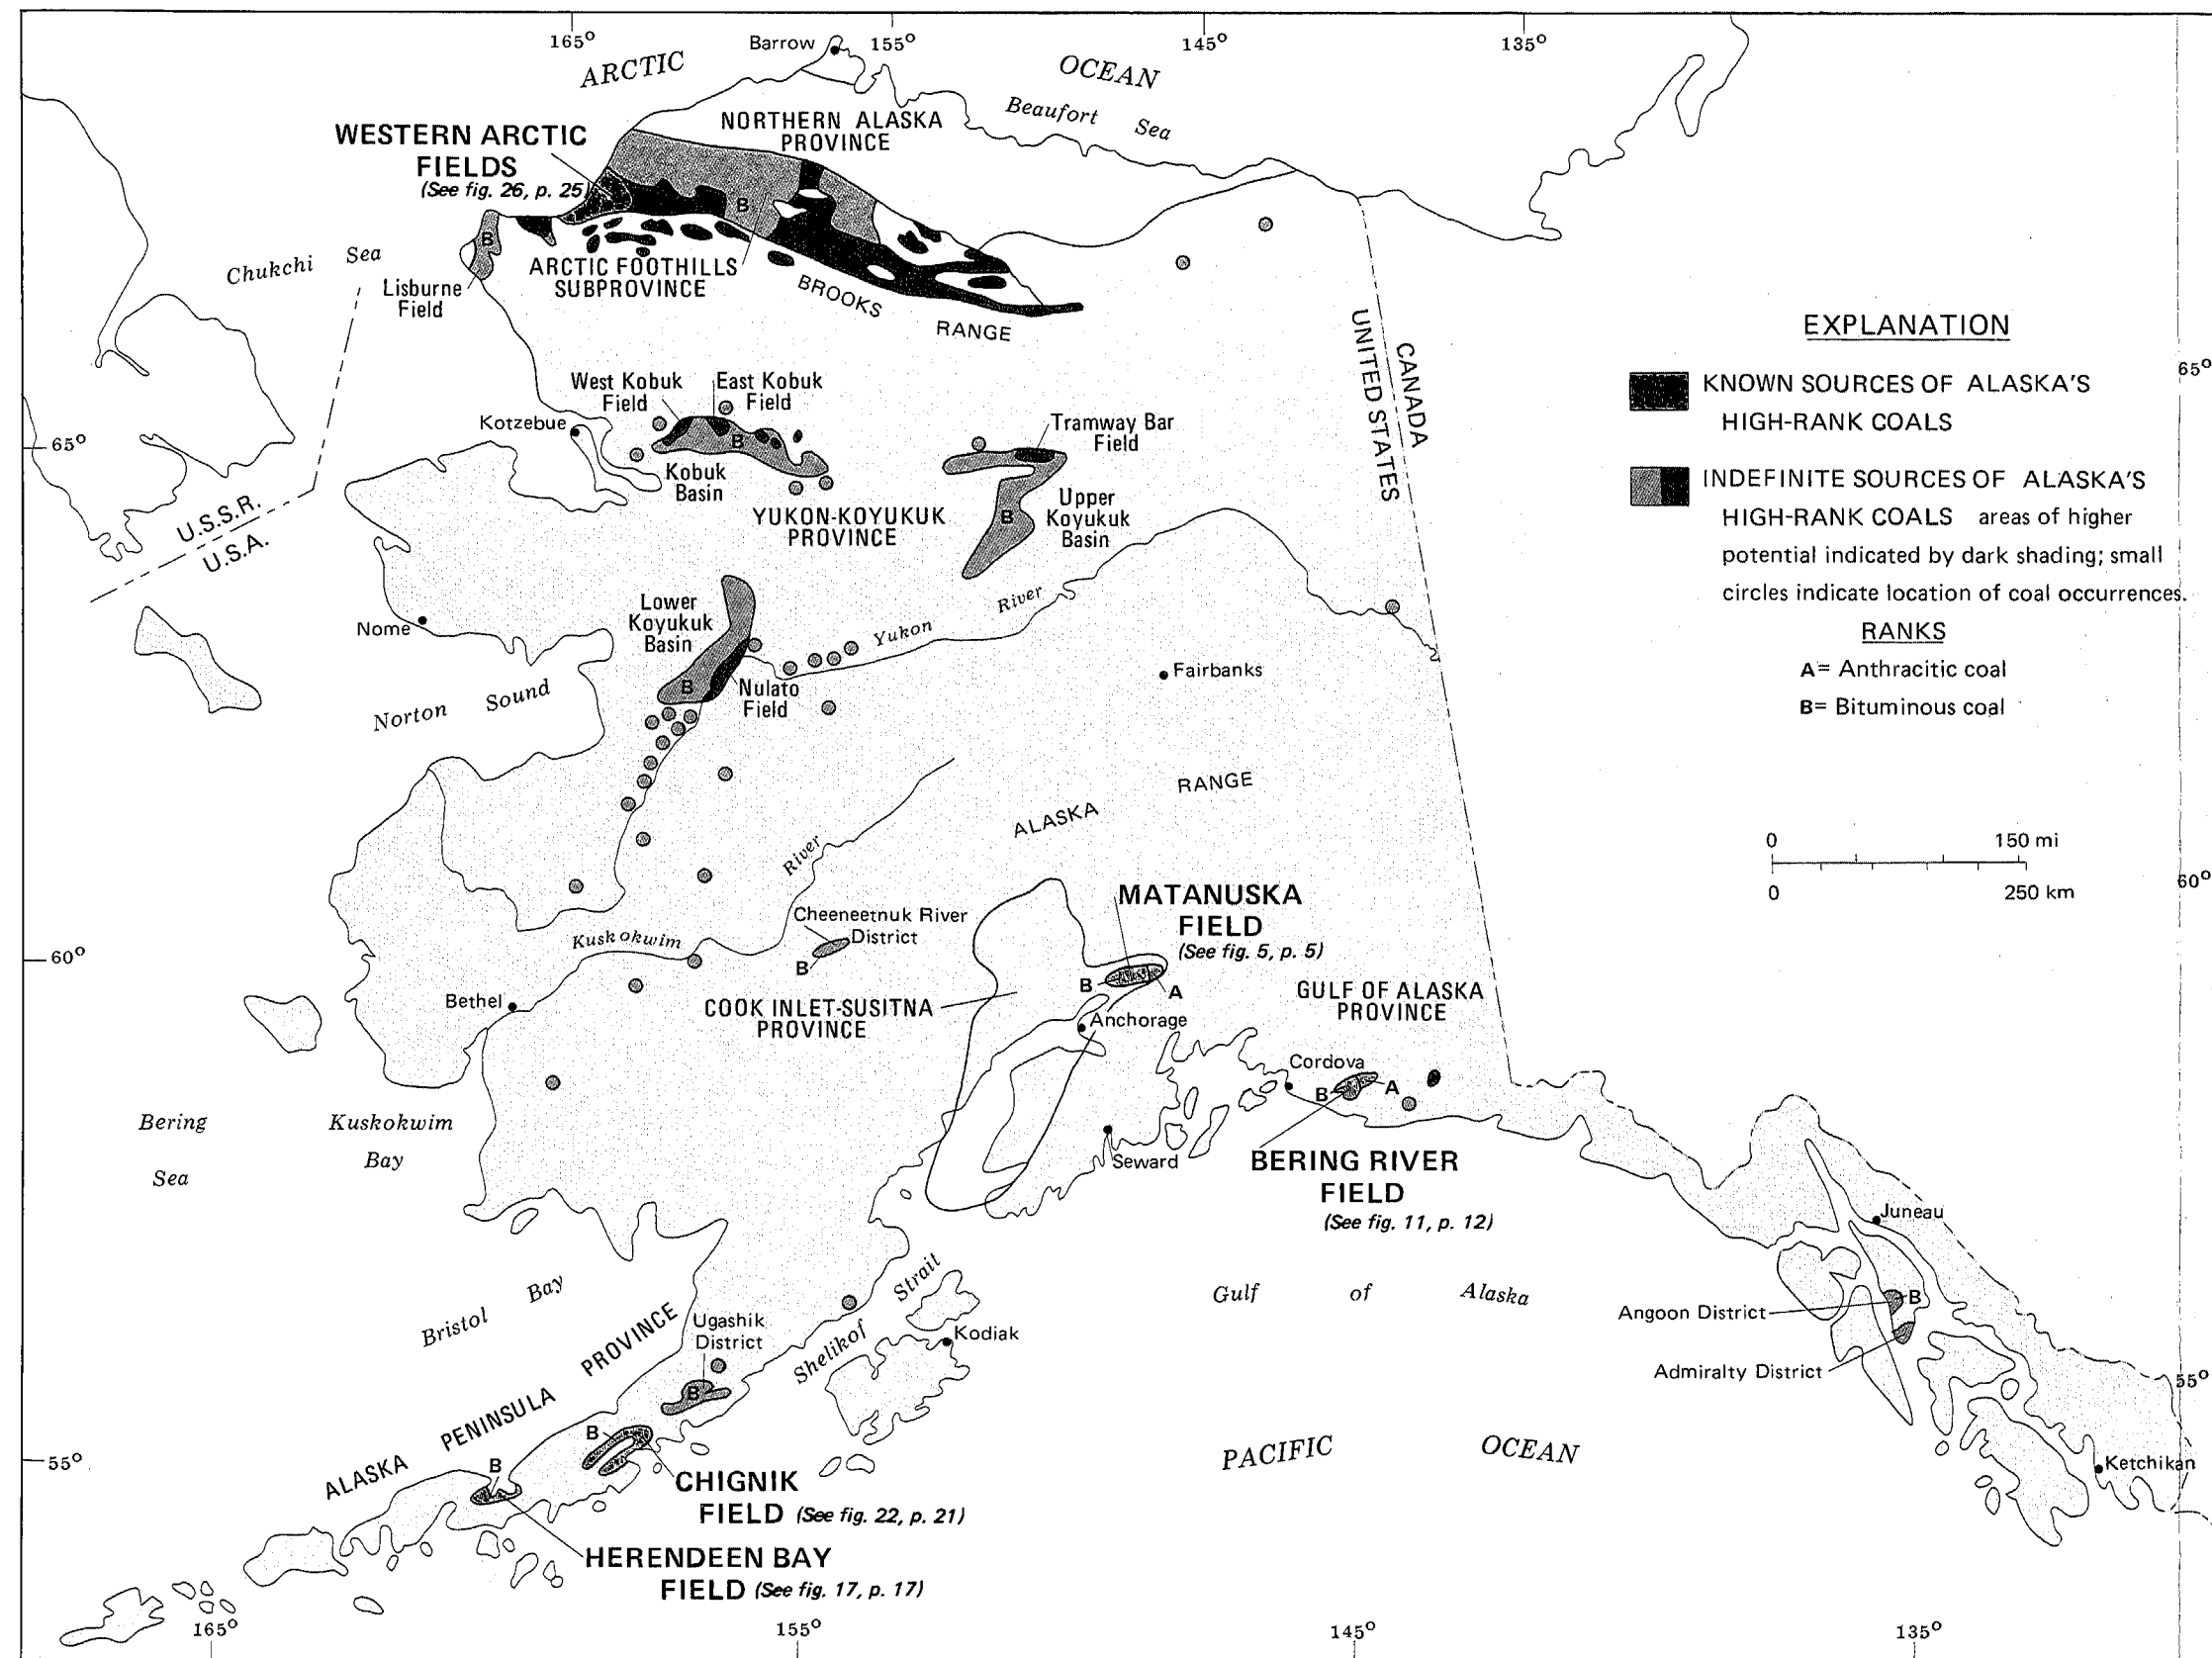 165°
155°
145°
135°
Barrow
ARCTIC
OCEAN
Beaufort Sea
NORTHERN ALASKA
PROVINCE
WESTERN ARCTIC
FIELDS
(See fig. 26, p. 25)
B
B
Chukchi Sea
Lisburne
Field
ARCTIC FOOTHILLS
SUBPROVINCE
BROOKS
RANGE
UNITED STATES
CANADA
EXPLANATION
KNOWN SOURCES OF ALASKA'S
HIGH-RANK COALS
INDEFINITE SOURCES OF ALASKA'S
HIGH-RANK COALS areas of higher
potential indicated by dark shading; small
circles indicate location of coal occurrences.
RANKS
A= Anthracitic coal
B= Bituminous coal
65°
65°
West Kobuk
Field
East Kobuk
Field
Kotzebue
B
Kobuk
Basin
Tramway Bar
Field
Upper
Koyukuk
Basin
B
YUKON-KOYUKUK
PROVINCE
U.S.S.R.
U.S.A.
Lower
Koyukuk
Basin
Nome
Yukon River
Fairbanks
B
Nulato
Field
Norton Sound
ALASKA RANGE
0 150 mi
0 250 km
60°
60°
River
Kuskokwim
Cheeneetnuk River
District
B
MATANUSKA
FIELD
(See fig. 5, p. 5)
B
A
Bethel
COOK INLET-SUSITNA
PROVINCE
Anchorage
GULF OF ALASKA
PROVINCE
Cordova
B
A
Bering
Sea
Kuskokwim
Bay
Seward
BERING RIVER
FIELD
(See fig. 11, p. 12)
Juneau
Gulf of Alaska
Angoon District
B
Admiralty District
Bristol Bay
Shelikof Strait
Kodiak
Ugashik
District
B
ALASKA PENINSULA PROVINCE
55°
55°
PACIFIC OCEAN
Ketchikan
B
B
CHIGNIK
FIELD (See fig. 22, p. 21)
HERENDEEN BAY
FIELD (See fig. 17, p. 17)
165°
155°
145°
135°